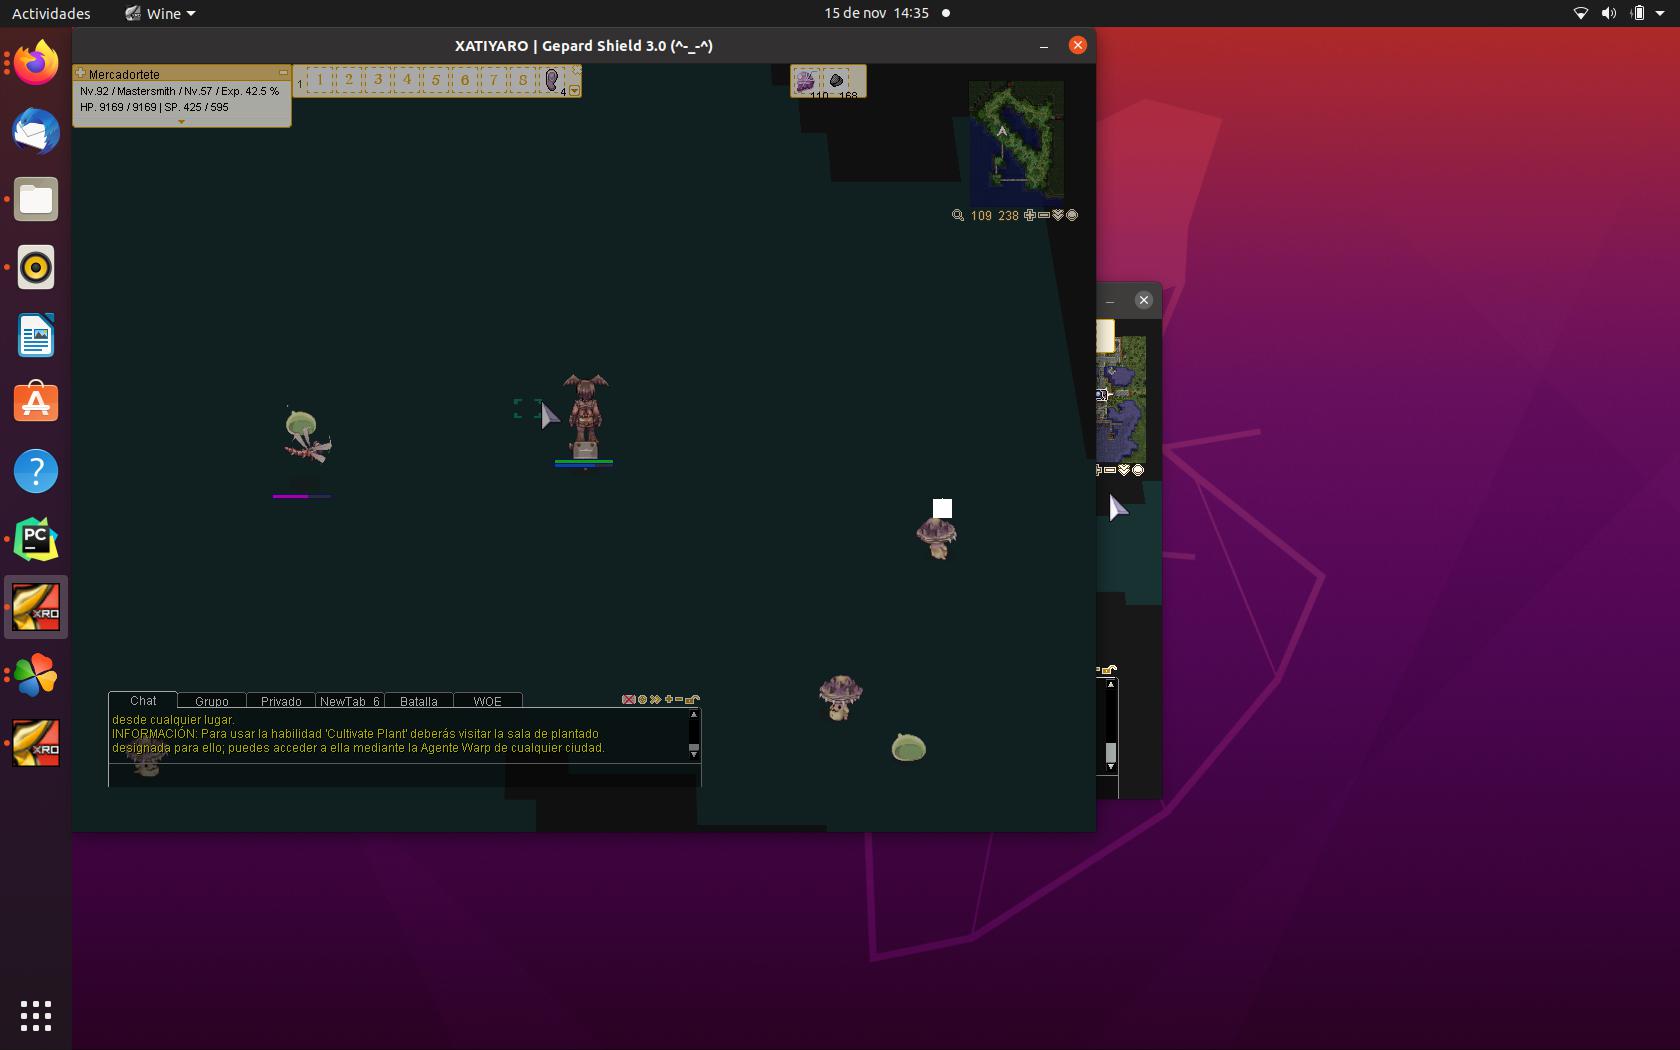 Actividades
Wine
15 de nov 14:35
XATIYARO | Gepard Shield 3.0 (^-_-^)
Mercadortete
Nv.92 / Mastersmith / Nv.57 / Exp. 42.5 %
HP. 9169 / 9169 | SP. 425 / 595
1 1 2 3 4 5 6 7 8 4
110 168
109 238
PC
XRO
XRO
Chat Grupo Privado NewTab 6 Batalla WOE
desde cualquier lugar.
INFORMACIÓN: Para usar la habilidad 'Cultivate Plant' deberás visitar la sala de plantado
designada para ello; puedes acceder a ella mediante la Agente Warp de cualquier ciudad.